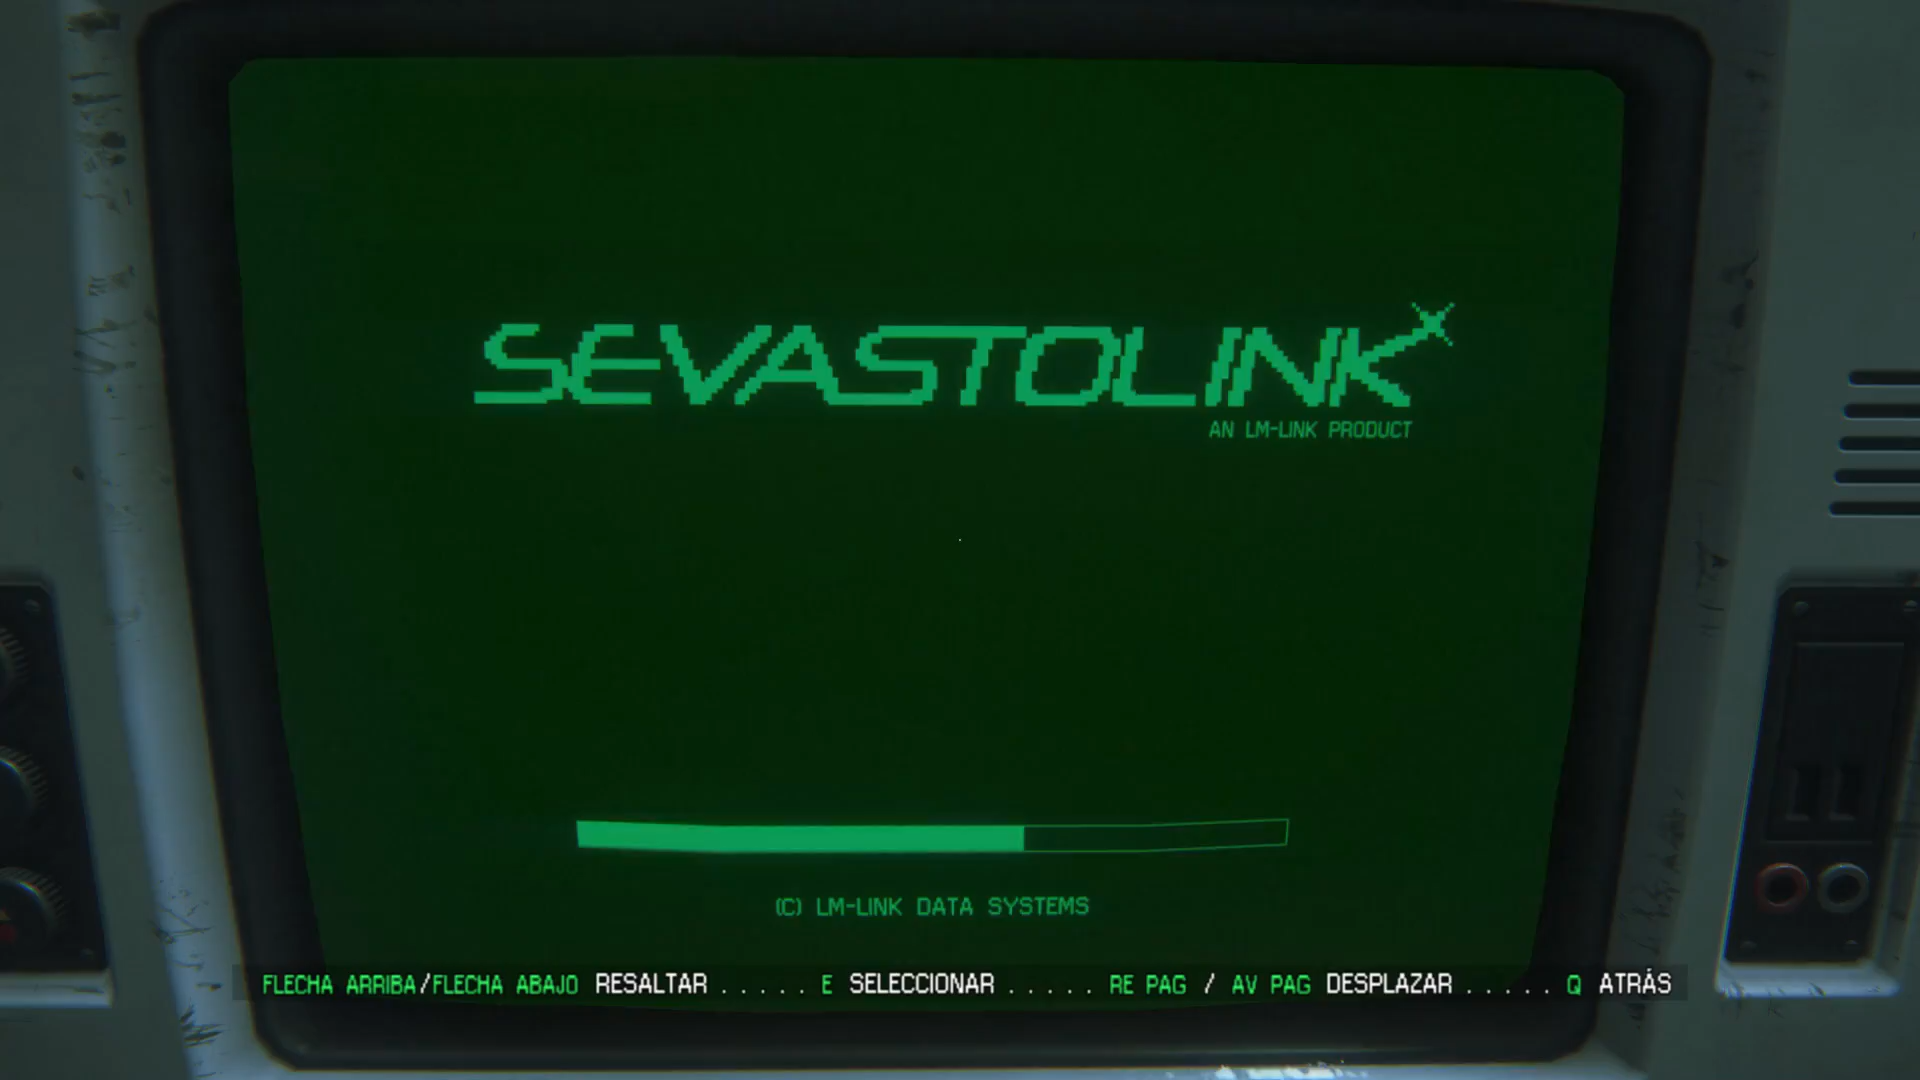 SEVASTOLINK
AN LM-LINK PRODUCT
(C) LM-LINK DATA SYSTEMS
FLECHA ARRIBA/FLECHA ABAJO RESALTAR ..... E SELECCIONAR ..... RE PAG / AV PAG DESPLAZAR ..... Q ATRÁS